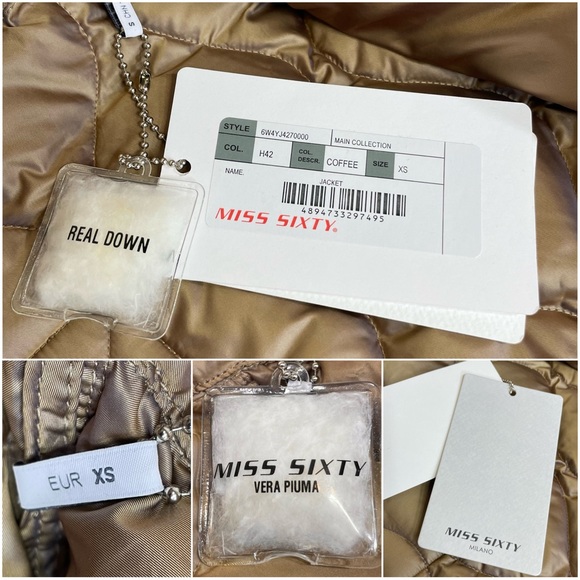 REAL DOWN
STYLE 6W4YJ4270000 MAIN COLLECTION
COL. H42 COL. DESCR. COFFEE SIZE XS
NAME. JACKET
4894733297495
MISS SIXTY®
EUR XS
MISS SIXTY
VERA PIUMA
MISS SIXTY
MILANO